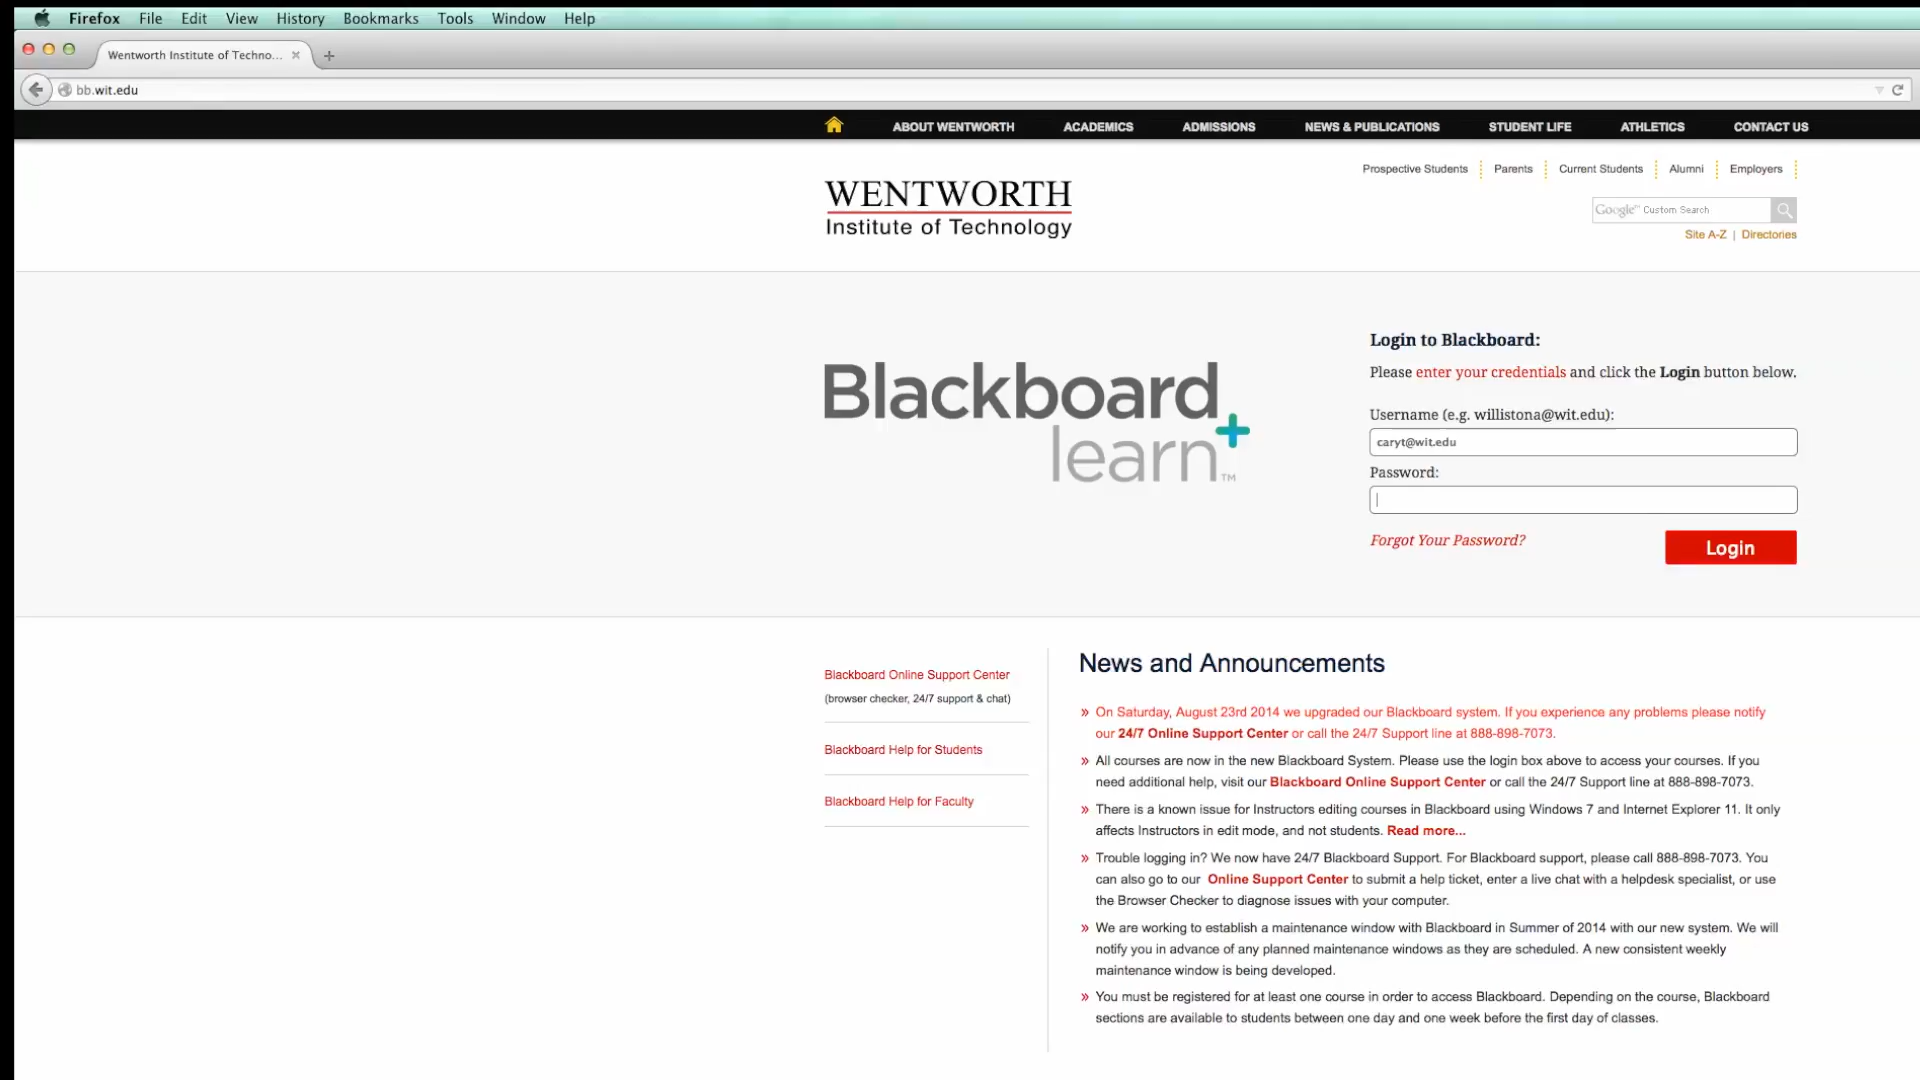 Firefox File Edit View History Bookmarks Tools Window Help
Wentworth Institute of Techno...
bb.wit.edu
ABOUT WENTWORTH ACADEMICS ADMISSIONS NEWS & PUBLICATIONS STUDENT LIFE ATHLETICS CONTACT US
Prospective Students Parents Current Students Alumni Employers
WENTWORTH
Institute of Technology
Google™ Custom Search
Site A-Z | Directories
Blackboard
learn™
Login to Blackboard:
Please enter your credentials and click the Login button below.
Username (e.g. willistona@wit.edu):
caryt@wit.edu
Password:
Forgot Your Password?
Login
Blackboard Online Support Center
(browser checker, 24/7 support & chat)
Blackboard Help for Students
Blackboard Help for Faculty
News and Announcements
» On Saturday, August 23rd 2014 we upgraded our Blackboard system. If you experience any problems please notify
our 24/7 Online Support Center or call the 24/7 Support line at 888-898-7073.
» All courses are now in the new Blackboard System. Please use the login box above to access your courses. If you
need additional help, visit our Blackboard Online Support Center or call the 24/7 Support line at 888-898-7073.
» There is a known issue for Instructors editing courses in Blackboard using Windows 7 and Internet Explorer 11. It only
affects Instructors in edit mode, and not students. Read more...
» Trouble logging in? We now have 24/7 Blackboard Support. For Blackboard support, please call 888-898-7073. You
can also go to our Online Support Center to submit a help ticket, enter a live chat with a helpdesk specialist, or use
the Browser Checker to diagnose issues with your computer.
» We are working to establish a maintenance window with Blackboard in Summer of 2014 with our new system. We will
notify you in advance of any planned maintenance windows as they are scheduled. A new consistent weekly
maintenance window is being developed.
» You must be registered for at least one course in order to access Blackboard. Depending on the course, Blackboard
sections are available to students between one day and one week before the first day of classes.